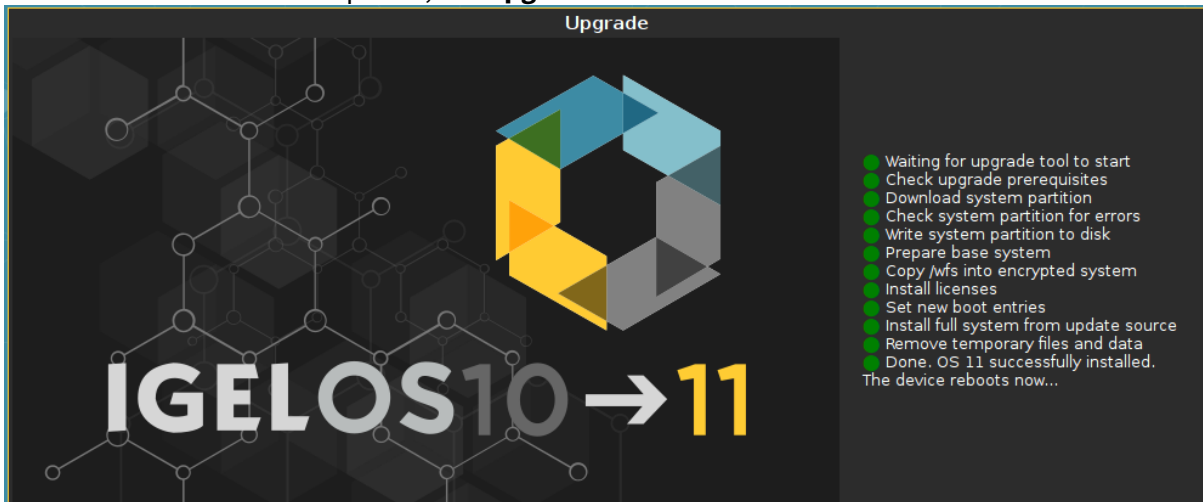 Upgrade
Waiting for upgrade tool to start
Check upgrade prerequisites
Download system partition
Check system partition for errors
Write system partition to disk
Prepare base system
Copy /wfs into encrypted system
Install licenses
Set new boot entries
Install full system from update source
Remove temporary files and data
Done. OS 11 successfully installed.
The device reboots now...
IGELOS10→11